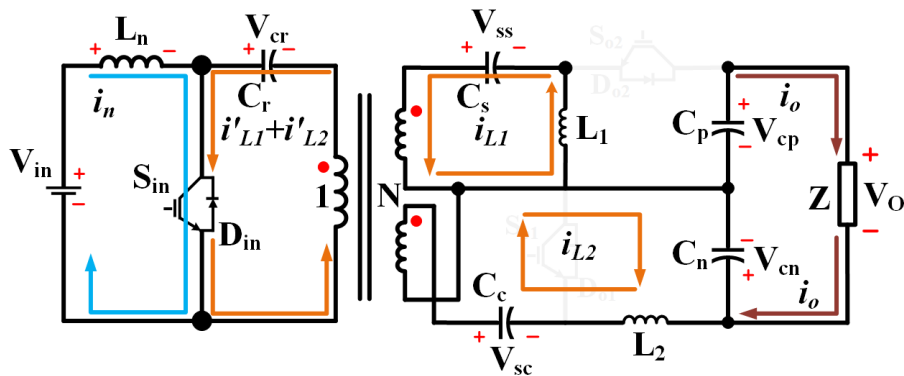 Ln
+ −
Vcr
+ −
Cr
in
i'L1+i'L2
Vin
+
−
Sin
Din
1
N
Vss
+ −
Cs
iL1
L1
So2
Do2
Cp
+
Vcp
−
io
+
Z
VO
−
iL2
Do1
Cn
−
Vcn
+
io
Cc
+ −
Vsc
L2